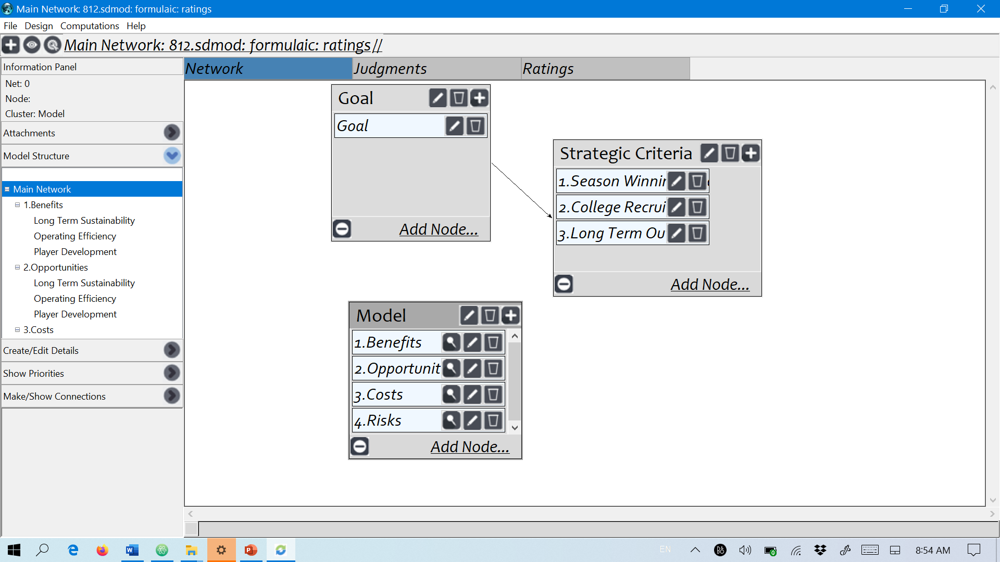 Main Network: 812.sdmod: formulaic: ratings
File Design Computations Help
Main Network: 812.sdmod: formulaic: ratings//
Information Panel
Net: 0
Node:
Cluster: Model
Attachments
Model Structure
Main Network
1.Benefits
Long Term Sustainability
Operating Efficiency
Player Development
2.Opportunities
Long Term Sustainability
Operating Efficiency
Player Development
3.Costs
Create/Edit Details
Show Priorities
Make/Show Connections
Network Judgments Ratings
Goal
Goal
Add Node...
Strategic Criteria
1.Season Winnin
2.College Recrui
3.Long Term Ou
Add Node...
Model
1.Benefits
2.Opportunit
3.Costs
4.Risks
Add Node...
EN 8:54 AM